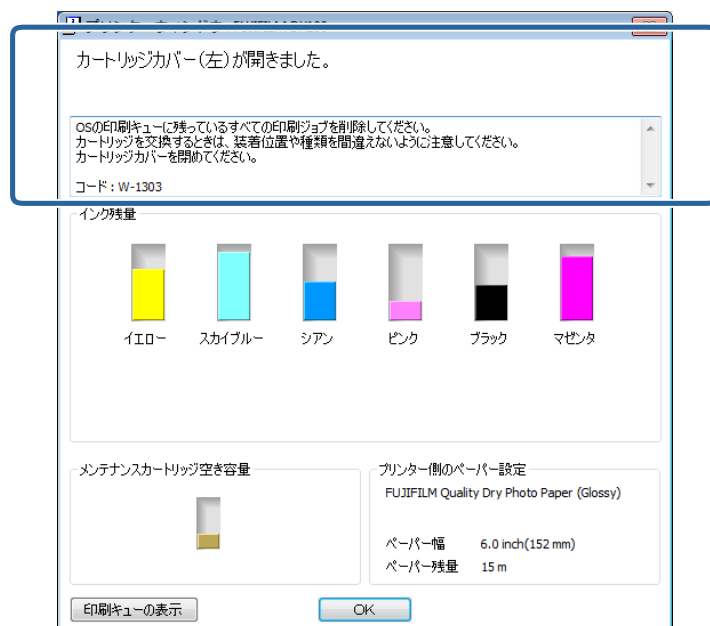 カートリッジカバー(左)が開きました。
OSの印刷キューに残っているすべての印刷ジョブを削除してください。
カートリッジを交換するときは、装着位置や種類を間違えないように注意してください。
カートリッジカバーを閉めてください。
コード : W-1303
インク残量
イエロー
スカイブルー
シアン
ピンク
ブラック
マゼンタ
メンテナンスカートリッジ空き容量
プリンター側のペーパー設定
FUJIFILM Quality Dry Photo Paper (Glossy)
ペーパー幅 6.0 inch(152 mm)
ペーパー残量 15 m
印刷キューの表示
OK